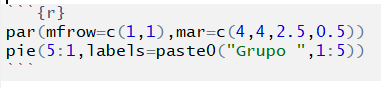 ```{r}
par(mfrow=c(1,1),mar=c(4,4,2.5,0.5))
pie(5:1,labels=paste0("Grupo ",1:5))
```